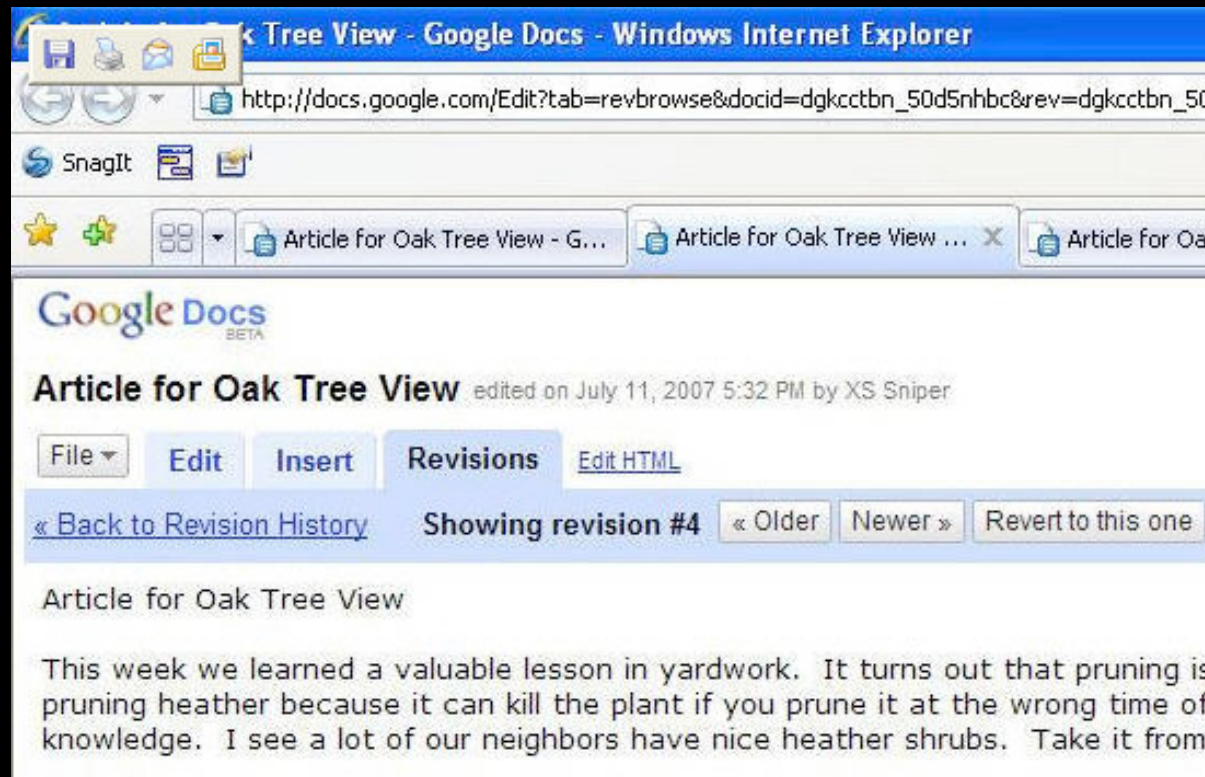 k Tree View - Google Docs - Windows Internet Explorer
http://docs.google.com/Edit?tab=revbrowse&docid=dgkcctbn_50d5nhbc&rev=dgkcctbn_50
SnagIt
Article for Oak Tree View - G... Article for Oak Tree View ... Article for Oa
Google Docs
BETA
Article for Oak Tree View edited on July 11, 2007 5:32 PM by XS Sniper
File Edit Insert Revisions Edit HTML
« Back to Revision History Showing revision #4 « Older Newer » Revert to this one
Article for Oak Tree View
This week we learned a valuable lesson in yardwork. It turns out that pruning is
pruning heather because it can kill the plant if you prune it at the wrong time of
knowledge. I see a lot of our neighbors have nice heather shrubs. Take it from